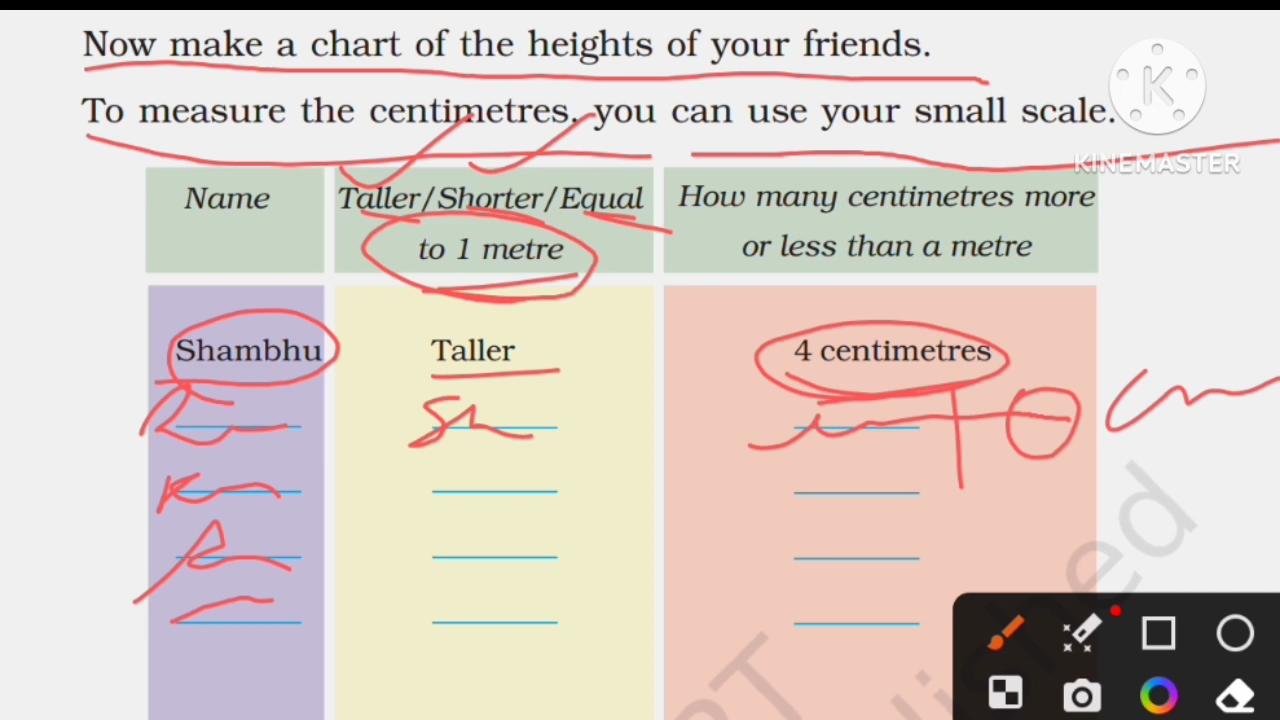 Now make a chart of the heights of your friends.
To measure the centimetres, you can use your small scale.
KINEMASTER
Name Taller/Shorter/Equal to 1 metre How many centimetres more or less than a metre
Shambhu Taller 4 centimetres